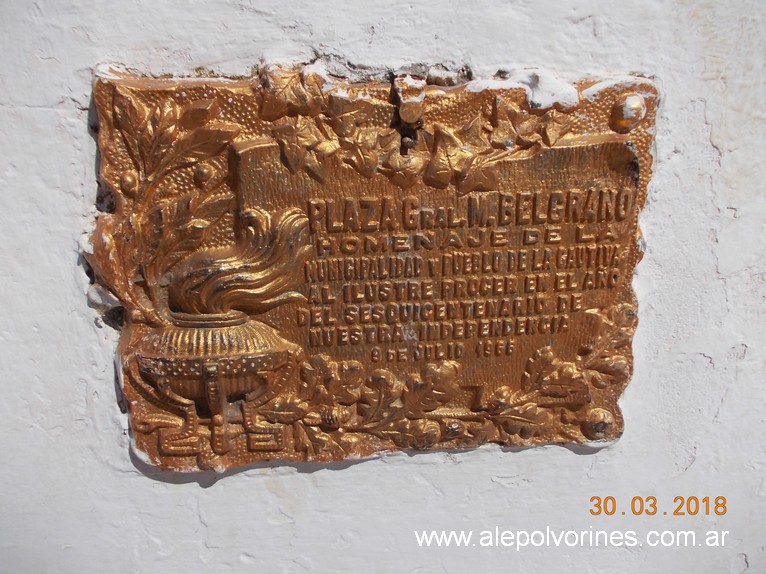 PLAZA GRAL. M. BELGRANO
HOMENAJE DE LA
MUNICIPALIDAD Y PUEBLO DE LA CAUTIVA
AL ILUSTRE PROCER EN EL AÑO
DEL SESQUICENTENARIO DE
NUESTRA INDEPENDENCIA
9 DE JULIO 1966
30.03.2018
www.alepolvorines.com.ar